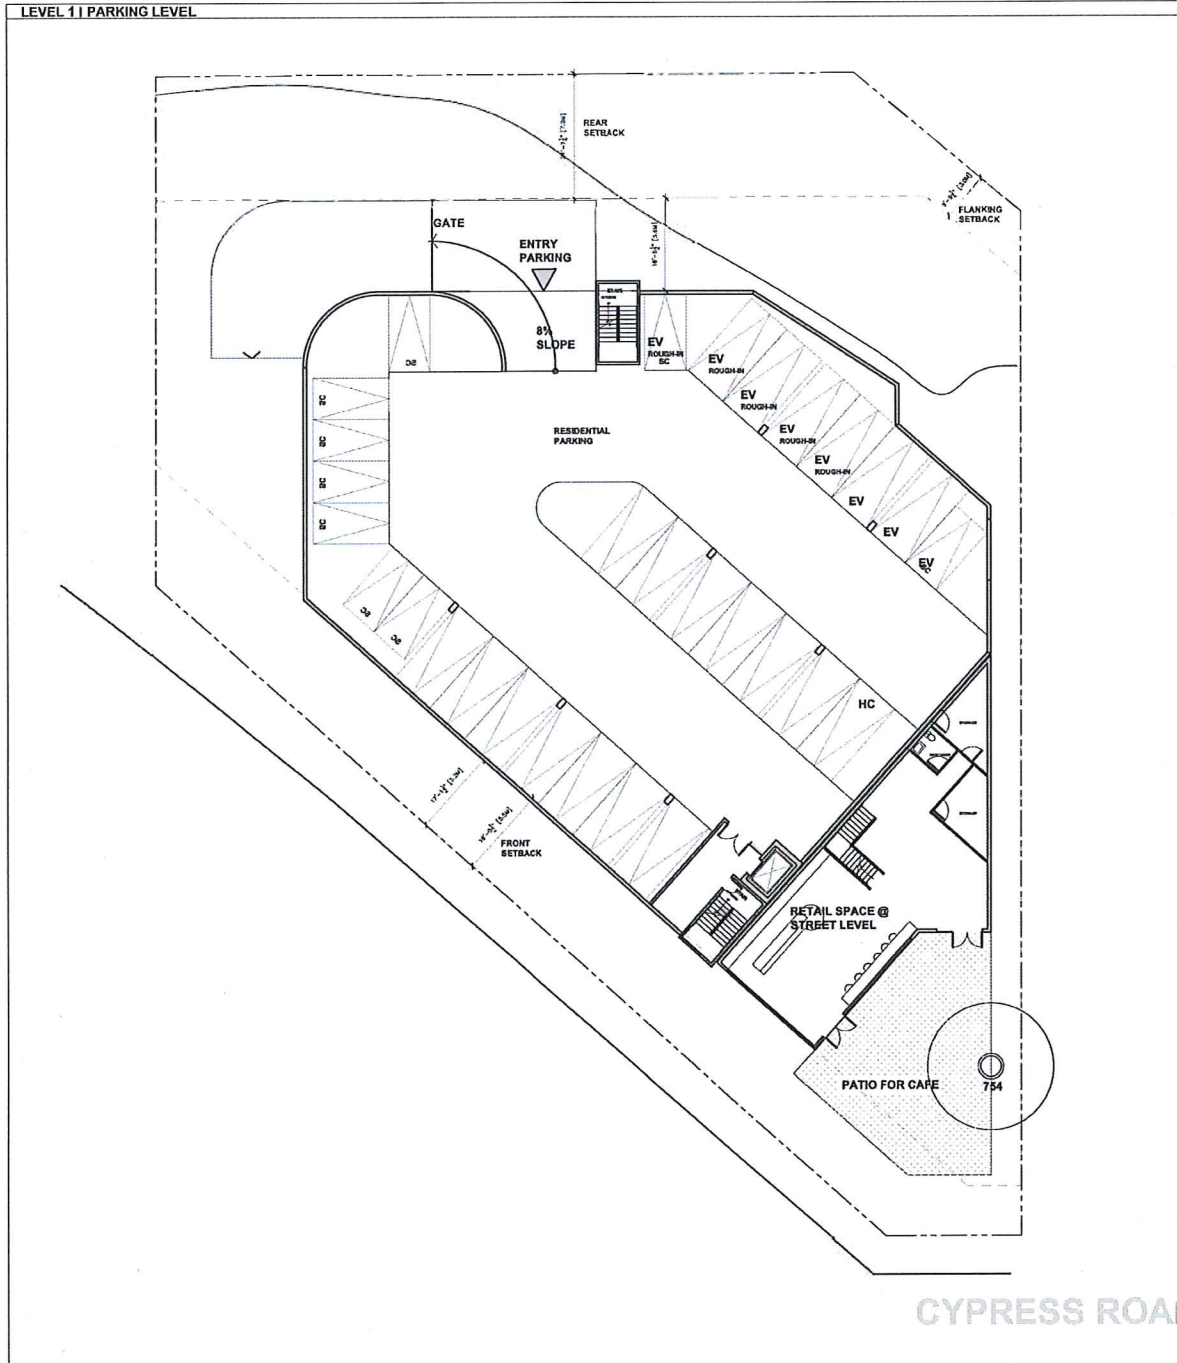 LEVEL 1 | PARKING LEVEL
REAR
SETBACK
FLANKING
SETBACK
GATE
ENTRY
PARKING
8%
SLOPE
EV
ROUGH-IN
SC
EV
ROUGH-IN
EV
ROUGH-IN
EV
ROUGH-IN
EV
ROUGH-IN
EV
EV
EV
SC
SC
SC
SC
SC
SC
SC
SC
RESIDENTIAL
PARKING
HC
FRONT
SETBACK
RETAIL SPACE @
STREET LEVEL
PATIO FOR CAFE
754
CYPRESS ROA